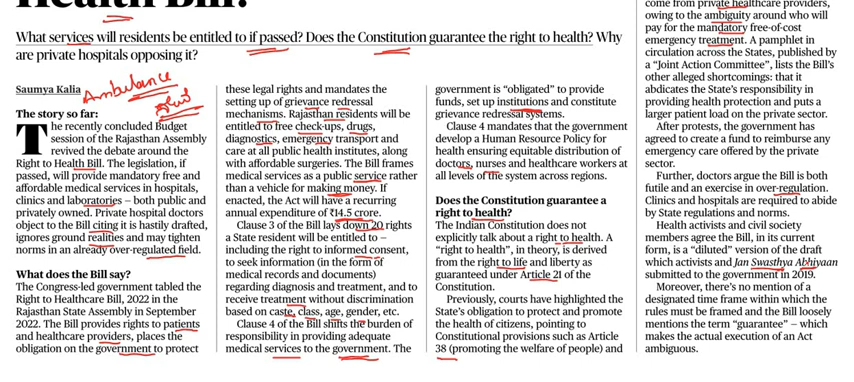 Health Bill?
What services will residents be entitled to if passed? Does the Constitution guarantee the right to health? Why
are private hospitals opposing it?
Saumya Kalia
Ambulance
The story so far:
The recently concluded Budget
session of the Rajasthan Assembly
revived the debate around the
Right to Health Bill. The legislation, if
passed, will provide mandatory free and
affordable medical services in hospitals,
clinics and laboratories – both public and
privately owned. Private hospital doctors
object to the Bill citing it is hastily drafted,
ignores ground realities and may tighten
norms in an already over-regulated field.
What does the Bill say?
The Congress-led government tabled the
Right to Healthcare Bill, 2022 in the
Rajasthan State Assembly in September
2022. The Bill provides rights to patients
and healthcare providers, places the
obligation on the government to protect
these legal rights and mandates the
setting up of grievance redressal
mechanisms. Rajasthan residents will be
entitled to free check-ups, drugs,
diagnostics, emergency transport and
care at all public health institutes, along
with affordable surgeries. The Bill frames
medical services as a public service rather
than a vehicle for making money. If
enacted, the Act will have a recurring
annual expenditure of ₹14.5 crore.
Clause 3 of the Bill lays down 20 rights
a State resident will be entitled to –
including the right to informed consent,
to seek information (in the form of
medical records and documents)
regarding diagnosis and treatment, and to
receive treatment without discrimination
based on caste, class, age, gender, etc.
Clause 4 of the Bill shifts the burden of
responsibility in providing adequate
medical services to the government. The
government is “obligated” to provide
funds, set up institutions and constitute
grievance redressal systems.
Clause 4 mandates that the government
develop a Human Resource Policy for
health ensuring equitable distribution of
doctors, nurses and healthcare workers at
all levels of the system across regions.
Does the Constitution guarantee a
right to health?
The Indian Constitution does not
explicitly talk about a right to health. A
“right to health”, in theory, is derived
from the right to life and liberty as
guaranteed under Article 21 of the
Constitution.
Previously, courts have highlighted the
State’s obligation to protect and promote
the health of citizens, pointing to
Constitutional provisions such as Article
38 (promoting the welfare of people) and
come from private healthcare providers,
owing to the ambiguity around who will
pay for the mandatory free-of-cost
emergency treatment. A pamphlet in
circulation across the States, published by
a “Joint Action Committee”, lists the Bill’s
other alleged shortcomings: that it
abdicates the State’s responsibility in
providing health protection and puts a
larger patient load on the private sector.
After protests, the government has
agreed to create a fund to reimburse any
emergency care offered by the private
sector.
Further, doctors argue the Bill is both
futile and an exercise in over-regulation.
Clinics and hospitals are required to abide
by State regulations and norms.
Health activists and civil society
members agree the Bill, in its current
form, is a “diluted” version of the draft
which activists and Jan Swasthya Abhiyaan
submitted to the government in 2019.
Moreover, there’s no mention of a
designated time frame within which the
rules must be framed and the Bill loosely
mentions the term “guarantee” – which
makes the actual execution of an Act
ambiguous.